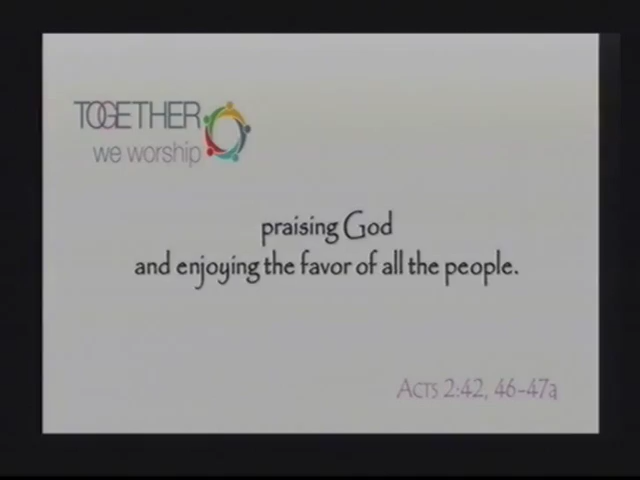 TOGETHER
we worship
praising God
and enjoying the favor of all the people.
Acts 2:42, 46-47a